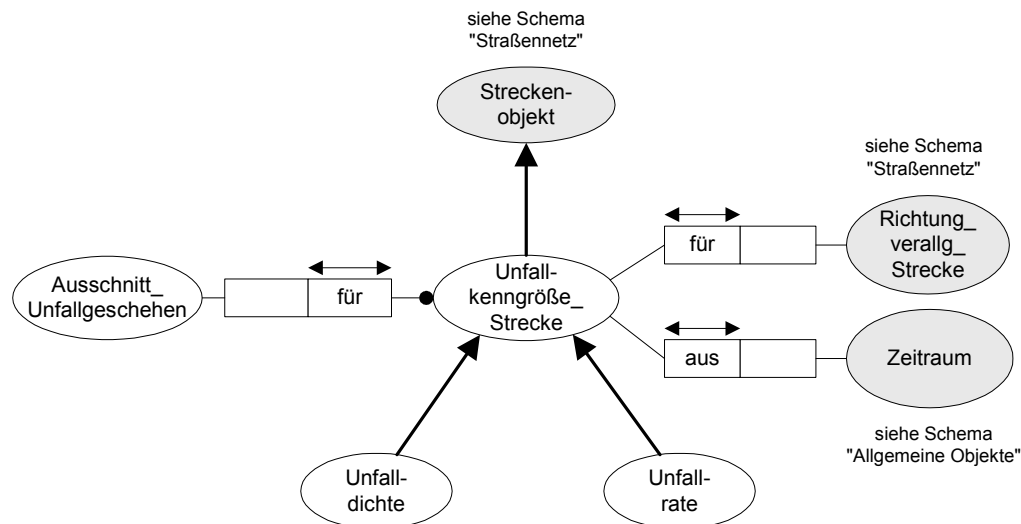 siehe Schema
"Straßennetz"
Strecken-
objekt
siehe Schema
"Straßennetz"
Richtung_
verallg_
Strecke
für
Ausschnitt_
Unfallgeschehen
für
Unfall-
kenngröße_
Strecke
aus
Zeitraum
siehe Schema
"Allgemeine Objekte"
Unfall-
dichte
Unfall-
rate